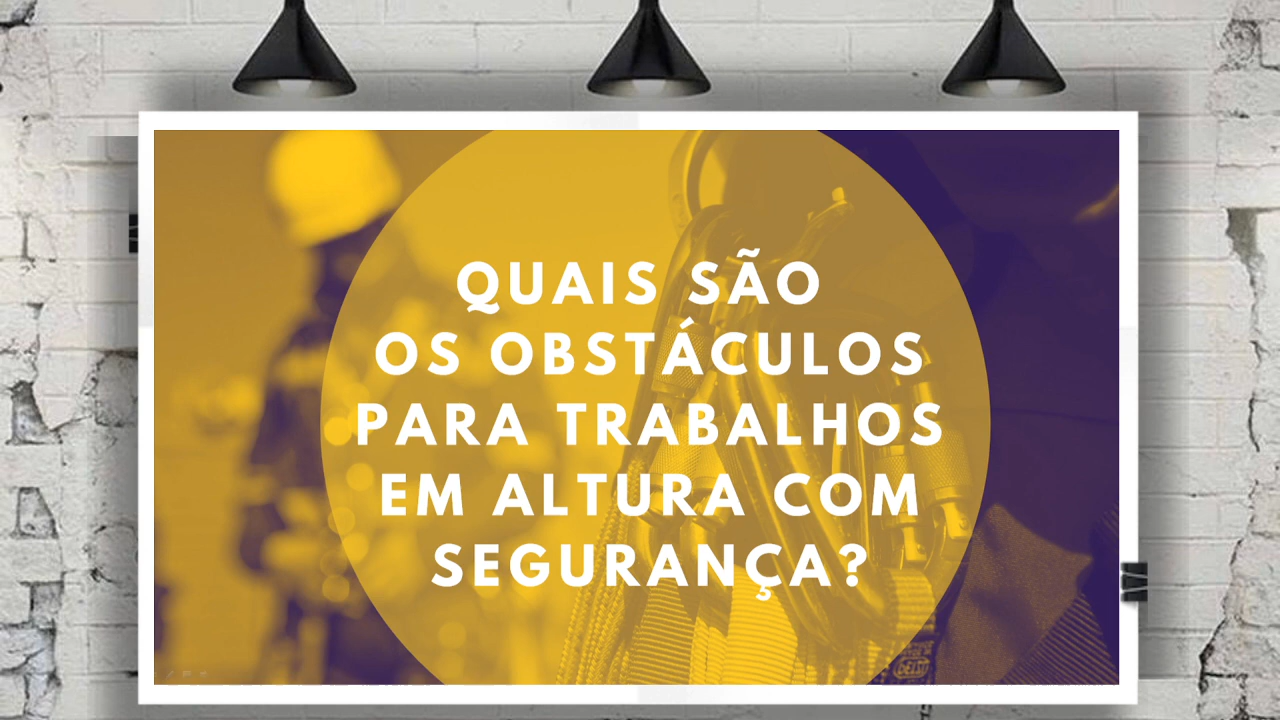 QUAIS SÃO
OS OBSTÁCULOS
PARA TRABALHOS
EM ALTURA COM
SEGURANÇA?